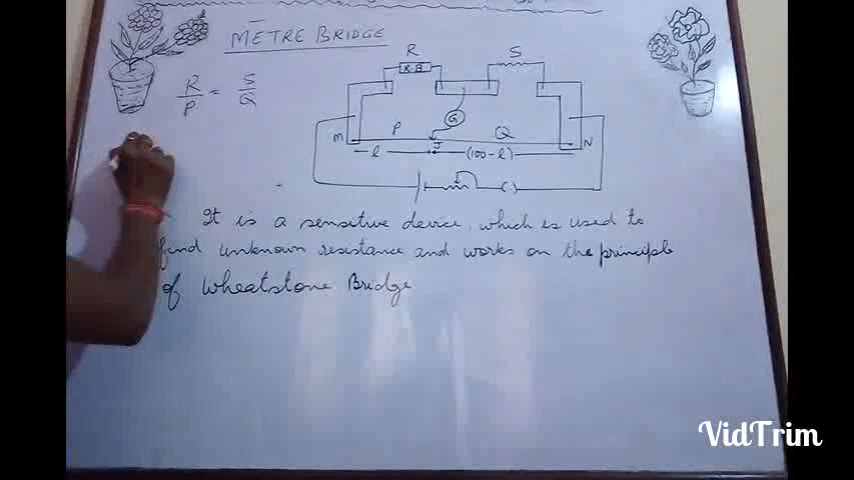 METRE BRIDGE
R/P = S/Q
R S
R.B
G
M P J Q N
l (100-l)
( )
It is a sensitive device, which is used to
find unknown resistance and works on the principle
of Wheatstone Bridge
VidTrim